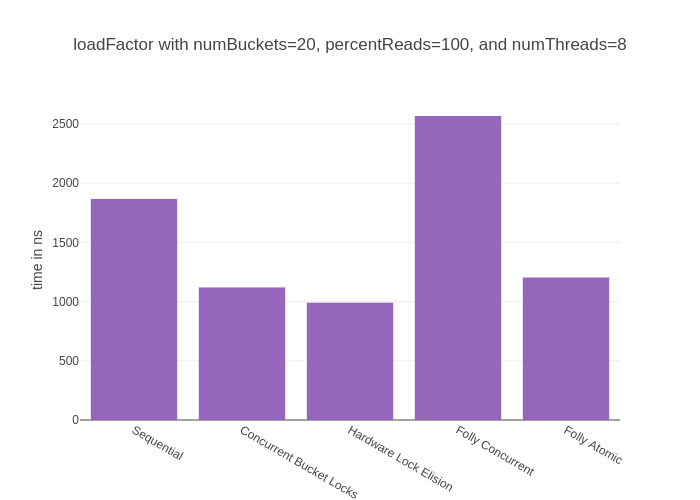 loadFactor with numBuckets=20, percentReads=100, and numThreads=8
time in ns
2500
2000
1500
1000
500
0
Sequential
Concurrent Bucket Locks
Hardware Lock Elision
Folly Concurrent
Folly Atomic